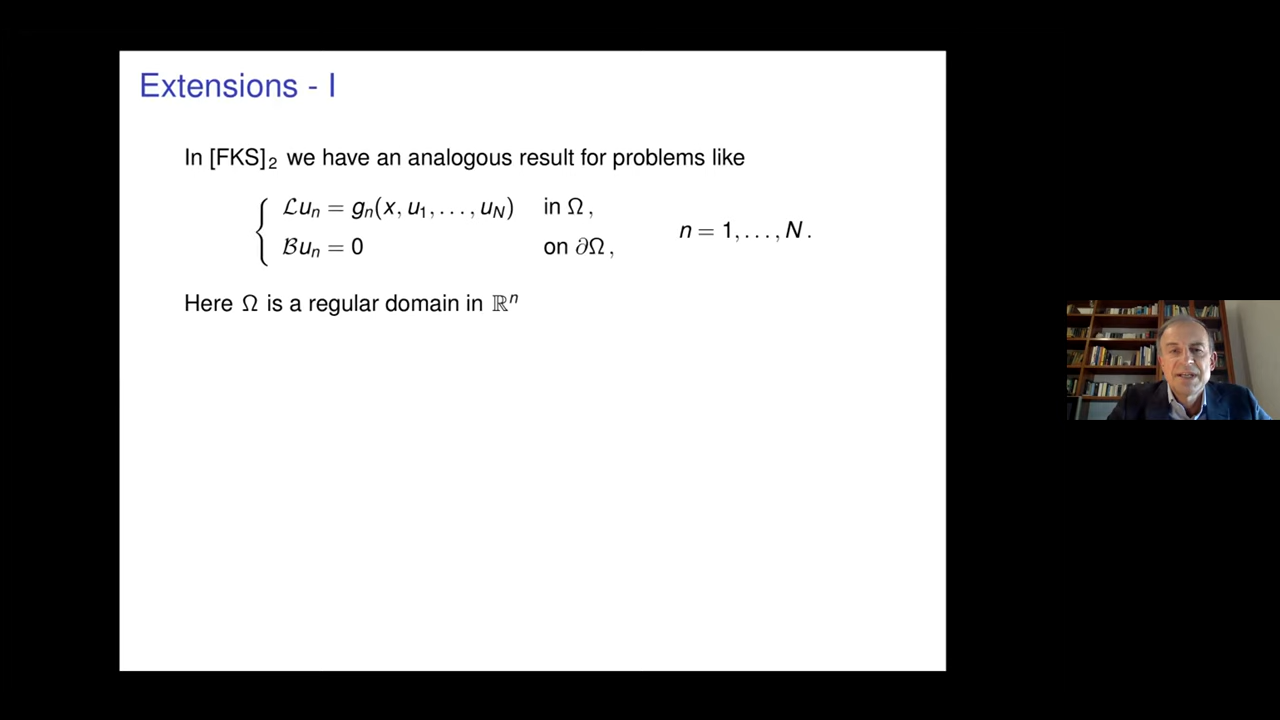 Extensions - I
In [FKS]₂ we have an analogous result for problems like
ℒuₙ = gₙ(x, u₁, . . . , u_N) in Ω ,
ℬuₙ = 0 on ∂Ω ,
n = 1, . . . , N .
Here Ω is a regular domain in ℝⁿ